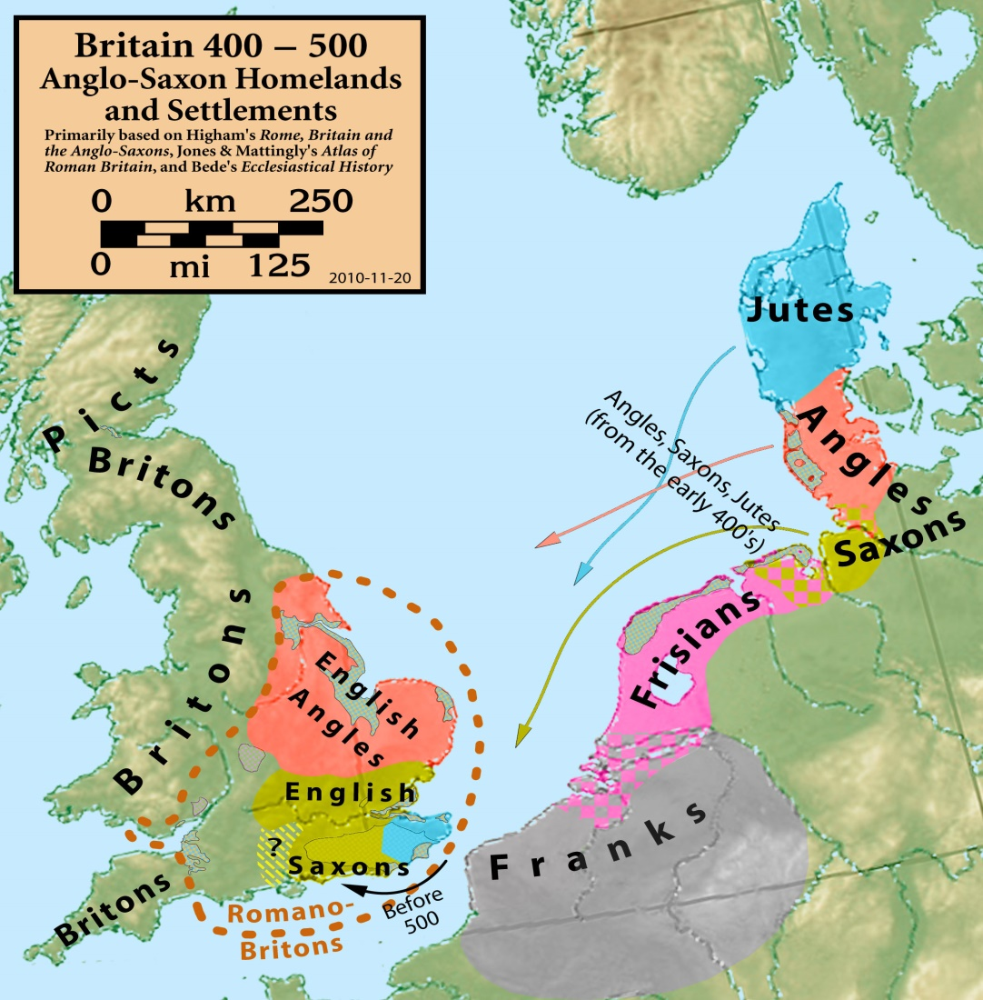 Britain 400 – 500
Anglo-Saxon Homelands
and Settlements
Primarily based on Higham's Rome, Britain and
the Anglo-Saxons, Jones & Mattingly's Atlas of
Roman Britain, and Bede's Ecclesiastical History
0 km 250
0 mi 125
2010-11-20
Jutes
Picts
Angles
Angles, Saxons, Jutes
(from the early 400's)
Britons
Saxons
Frisians
Britons
English
Angles
English
?
Saxons
Franks
Britons
Before
500
Romano-
Britons